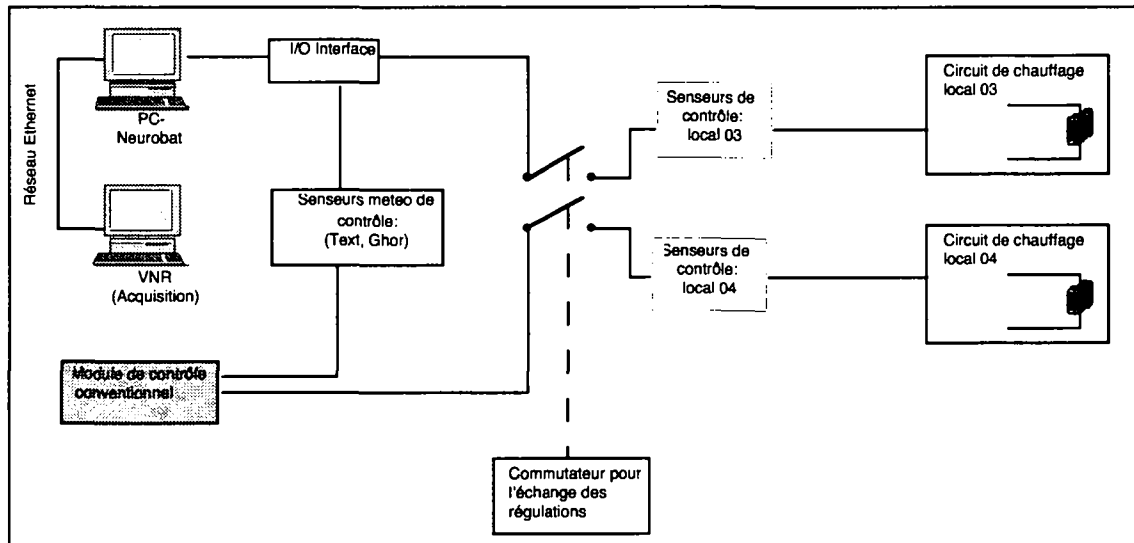 Réseau Ethernet
PC-
Neurobat
VNR
(Acquisition)
I/O Interface
Senseurs meteo de
contrôle:
(Text, Ghor)
Module de contrôle
conventionnel
Senseurs de
contrôle:
local 03
Senseurs de
contrôle:
local 04
Circuit de chauffage
local 03
Circuit de chauffage
local 04
Commutateur pour
l'échange des
régulations